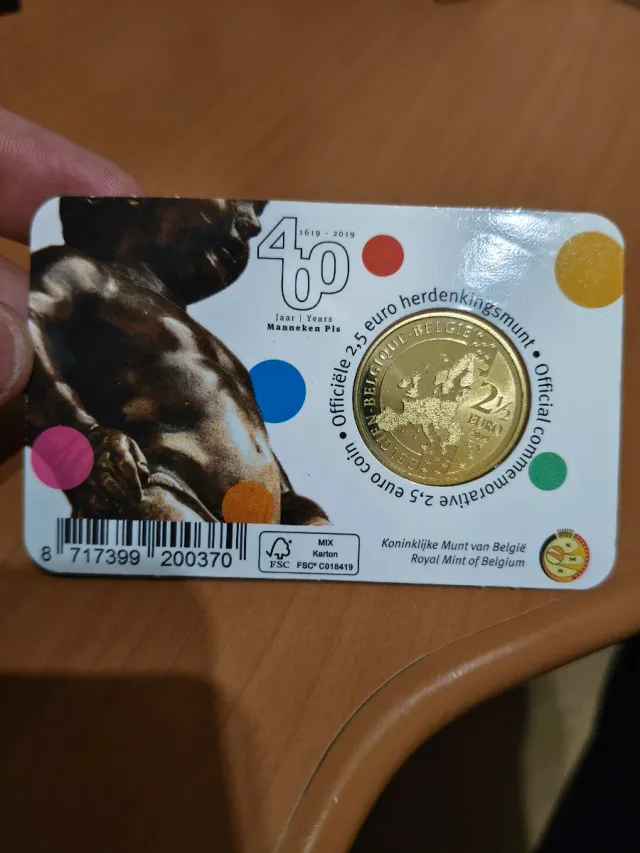 1619 - 2019
400
Jaar | Years
Manneken Pis
Officiële 2,5 euro herdenkingsmunt • Official commemorative 2,5 euro coin •
BELGIEN-BELGIQUE-BELGIË
2½
EURO
8 717399 200370
FSC
MIX
Karton
FSC® C018419
Koninklijke Munt van België
Royal Mint of Belgium